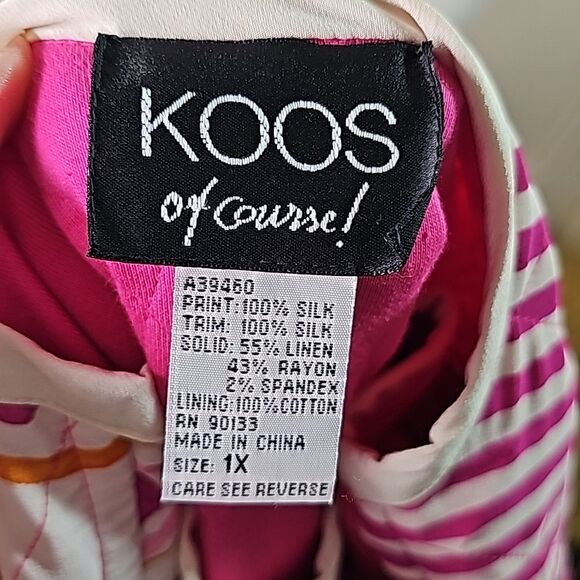 KOOS
of course!
A39460
PRINT:100% SILK
TRIM: 100% SILK
SOLID: 55% LINEN
43% RAYON
2% SPANDEX
LINING:100%COTTON
RN 90133
MADE IN CHINA
SIZE: 1X
CARE SEE REVERSE